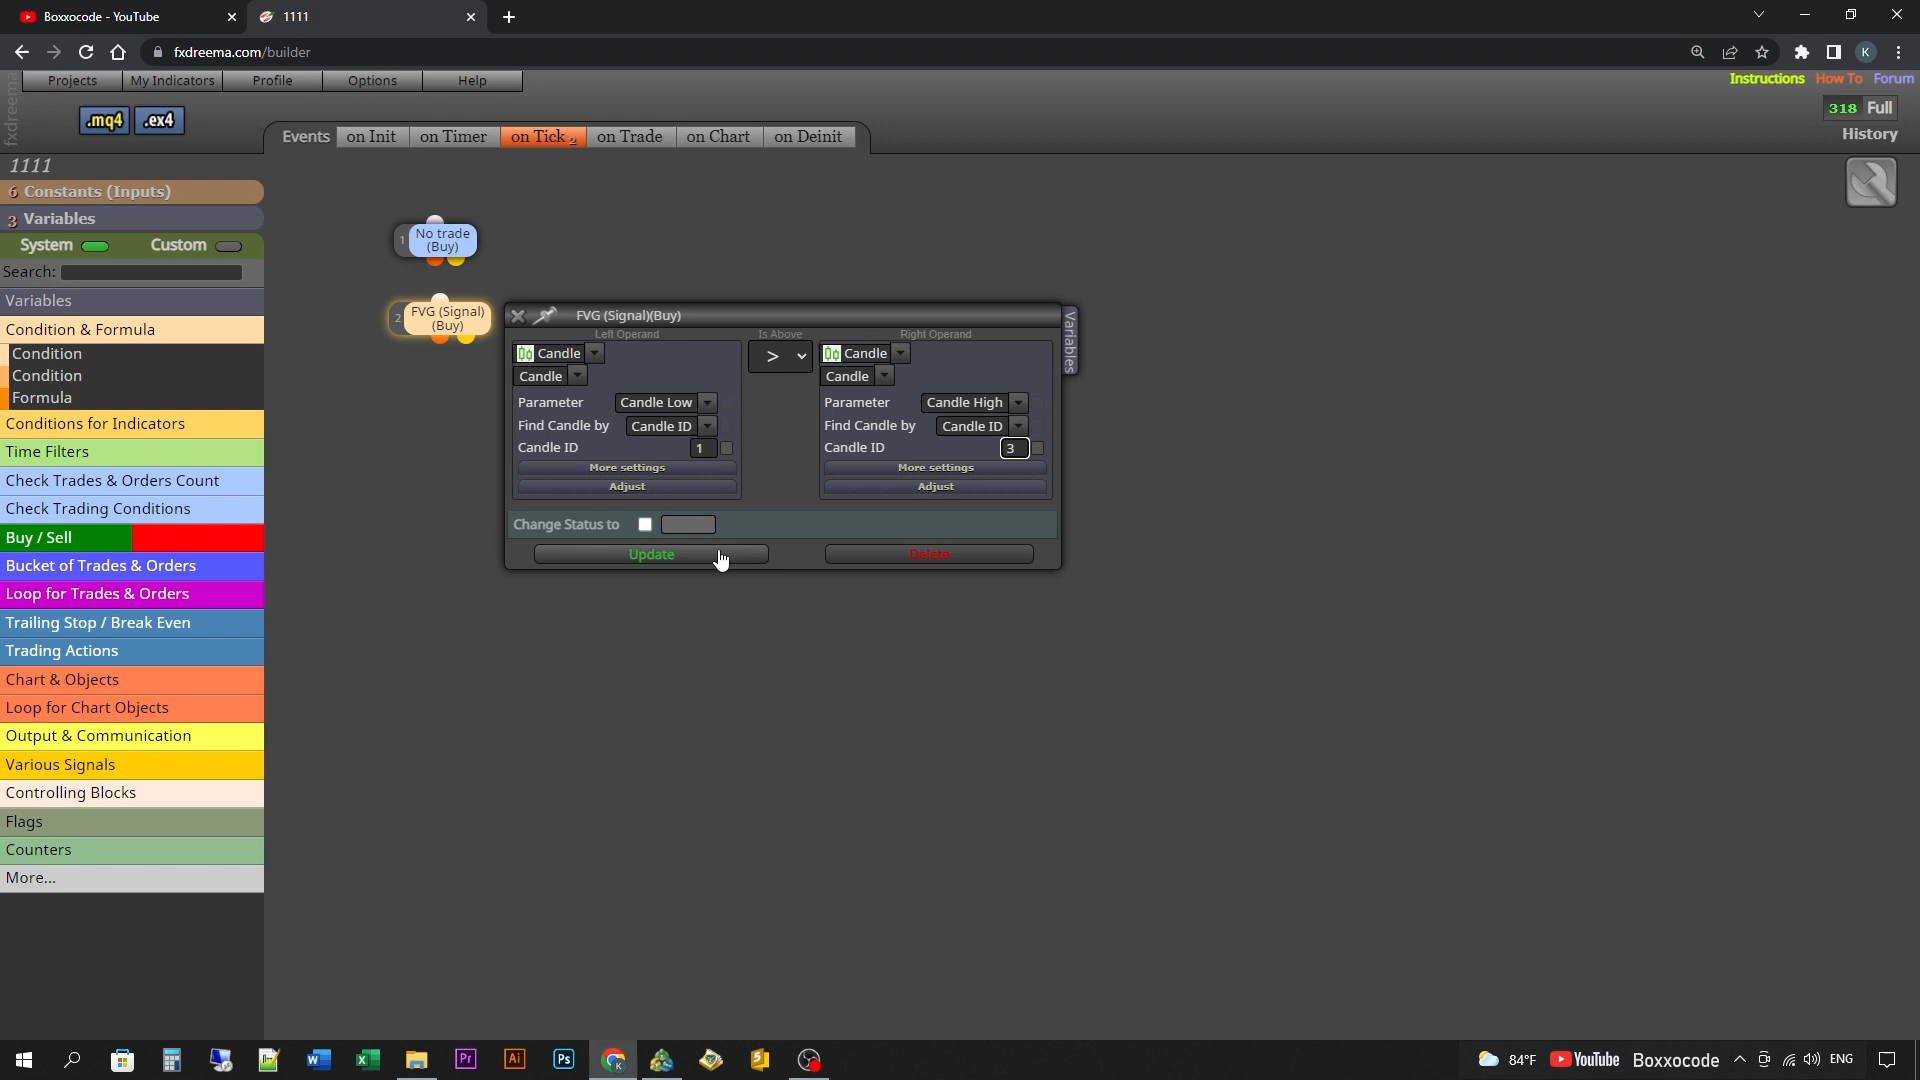 Boxxocode - YouTube
1111
fxdreema.com/builder
K
fxdreema
Projects
My Indicators
Profile
Options
Help
Instructions How To Forum
.mq4 .ex4
318 Full
History
Events on Init on Timer on Tick 2 on Trade on Chart on Deinit
1111
6 Constants (Inputs)
3 Variables
System Custom
Search:
Variables
Condition & Formula
Condition
Condition
Formula
Conditions for Indicators
Time Filters
Check Trades & Orders Count
Check Trading Conditions
Buy / Sell
Bucket of Trades & Orders
Loop for Trades & Orders
Trailing Stop / Break Even
Trading Actions
Chart & Objects
Loop for Chart Objects
Output & Communication
Various Signals
Controlling Blocks
Flags
Counters
More...
1 No trade
(Buy)
2 FVG (Signal)
(Buy)
FVG (Signal)(Buy)
Left Operand Is Above Right Operand
Candle > Candle
Candle Candle
Parameter Candle Low Parameter Candle High
Find Candle by Candle ID Find Candle by Candle ID
Candle ID 1 Candle ID 3
More settings More settings
Adjust Adjust
Variables
Change Status to
Update Delete
W X Pr Ai Ps K 5
84°F YouTube Boxxocode ENG